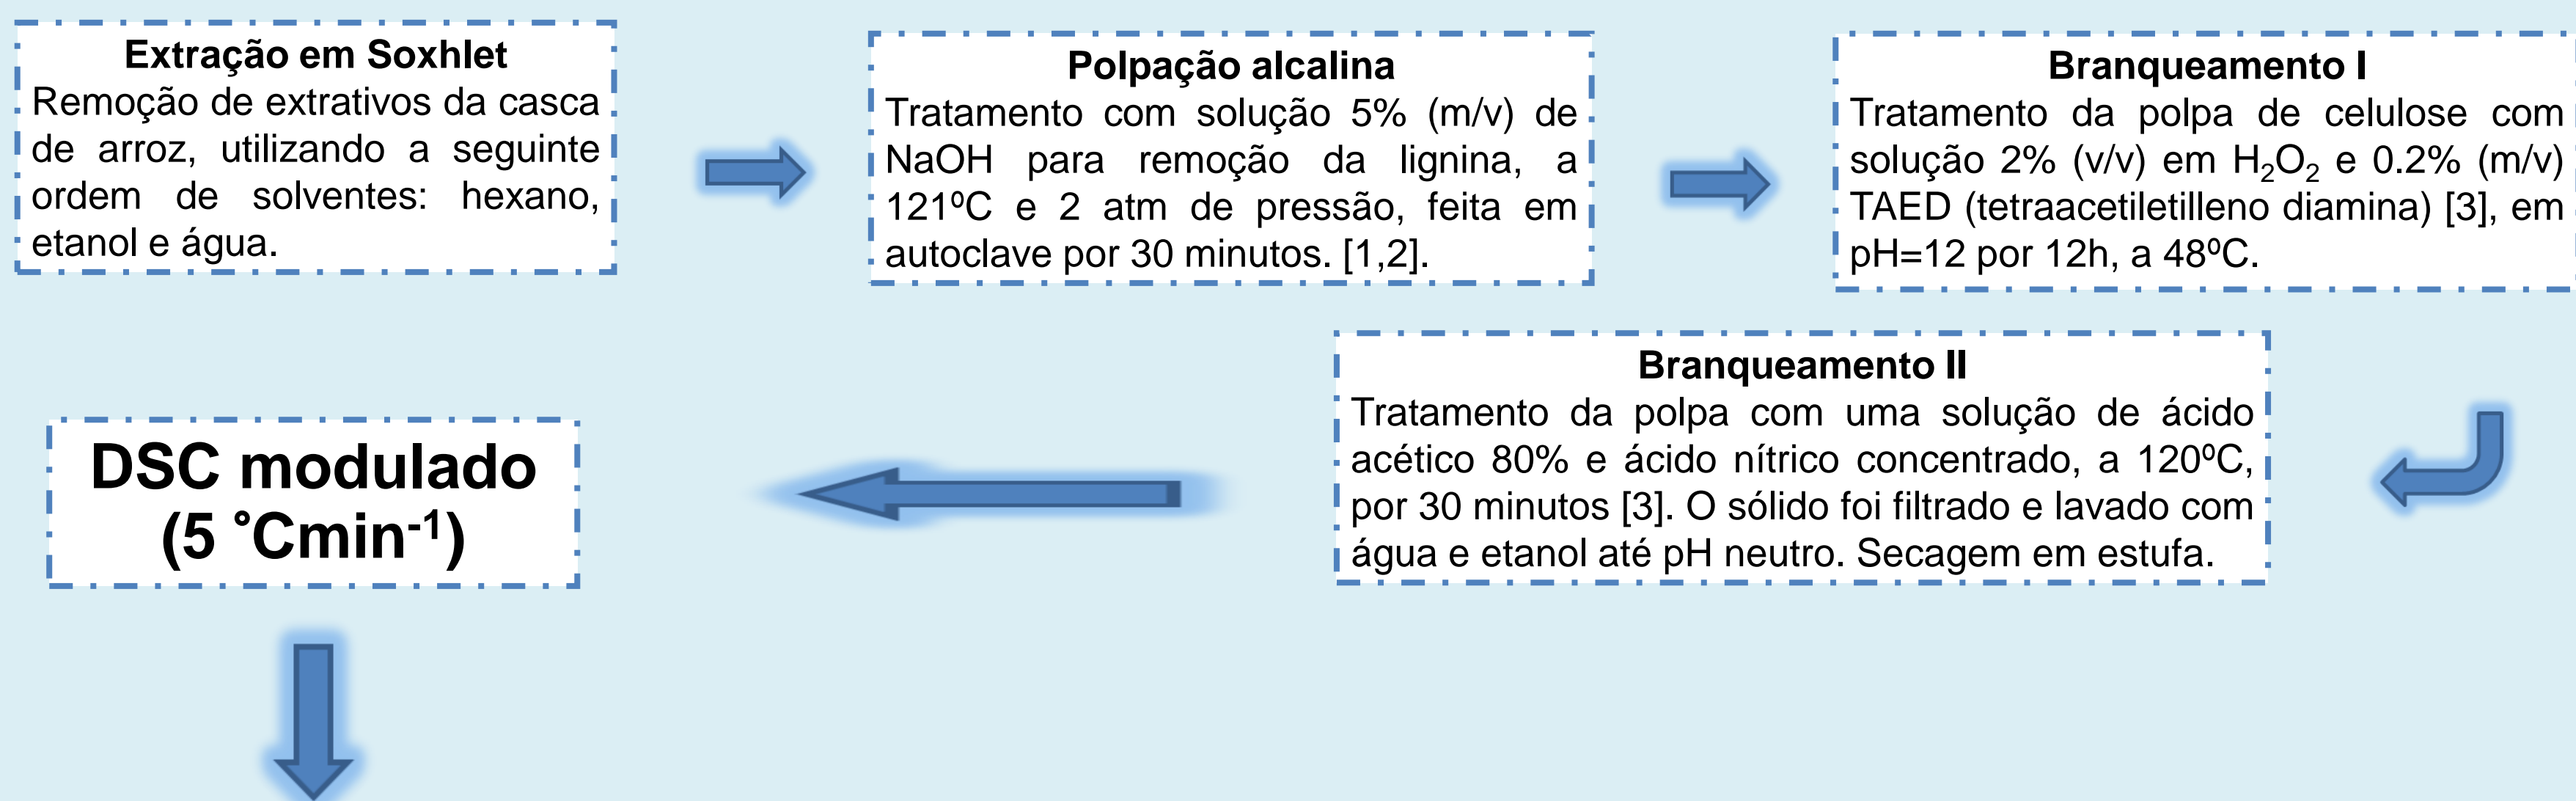 Extração em Soxhlet
Remoção de extrativos da casca
de arroz, utilizando a seguinte
ordem de solventes: hexano,
etanol e água.
Polpação alcalina
Tratamento com solução 5% (m/v) de
NaOH para remoção da lignina, a
121ºC e 2 atm de pressão, feita em
autoclave por 30 minutos. [1,2].
Branqueamento I
Tratamento da polpa de celulose com
solução 2% (v/v) em H₂O₂ e 0.2% (m/v)
TAED (tetraacetiletilleno diamina) [3], em
pH=12 por 12h, a 48ºC.
Branqueamento II
Tratamento da polpa com uma solução de ácido
acético 80% e ácido nítrico concentrado, a 120ºC,
por 30 minutos [3]. O sólido foi filtrado e lavado com
água e etanol até pH neutro. Secagem em estufa.
DSC modulado
(5 °Cmin⁻¹)